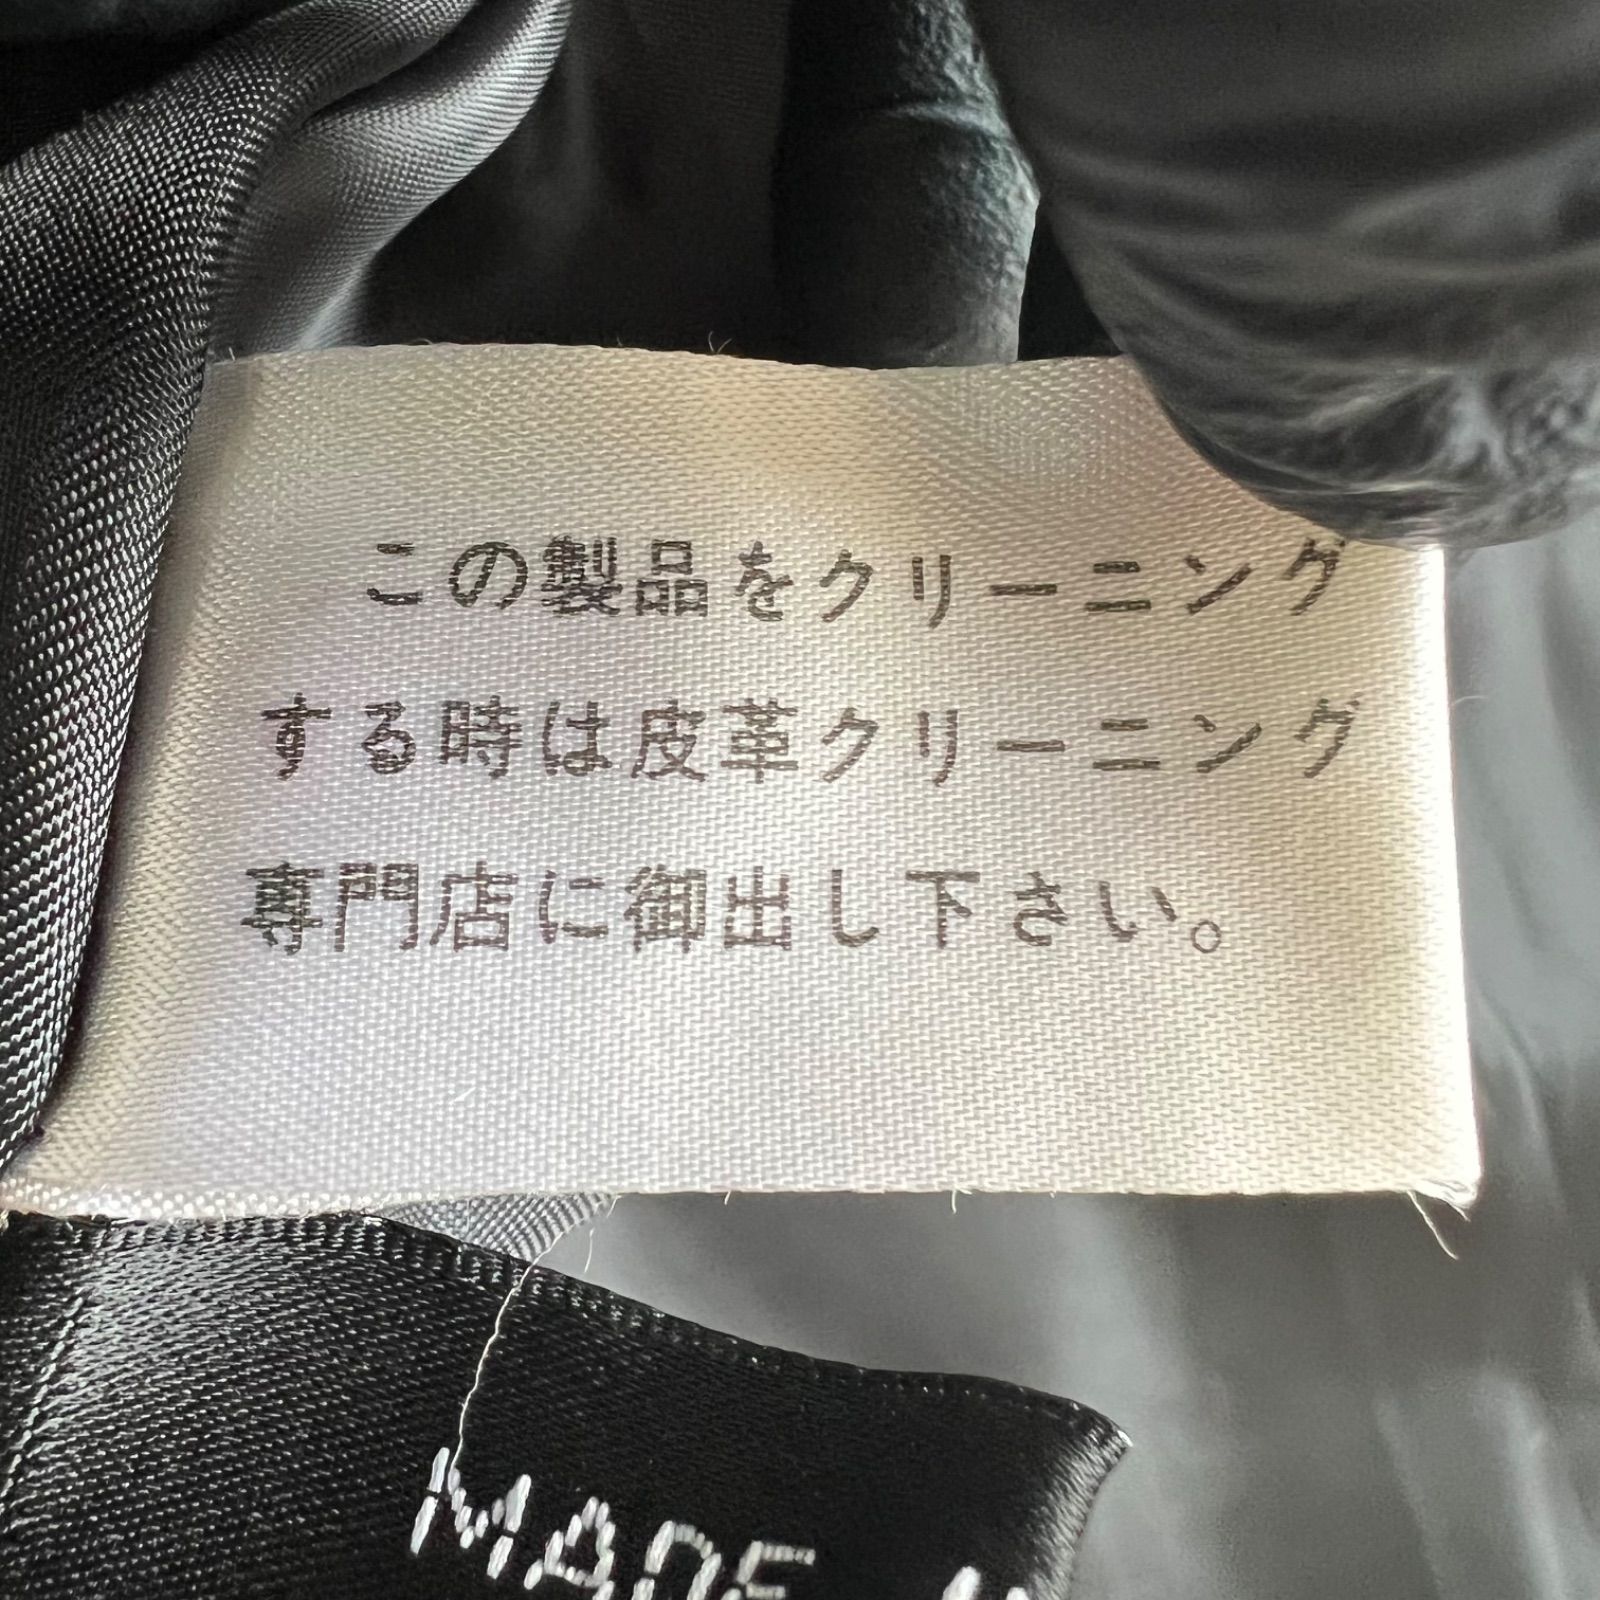 この製品をクリーニング
する時は皮革クリーニング
専門店に御出し下さい。
MADE